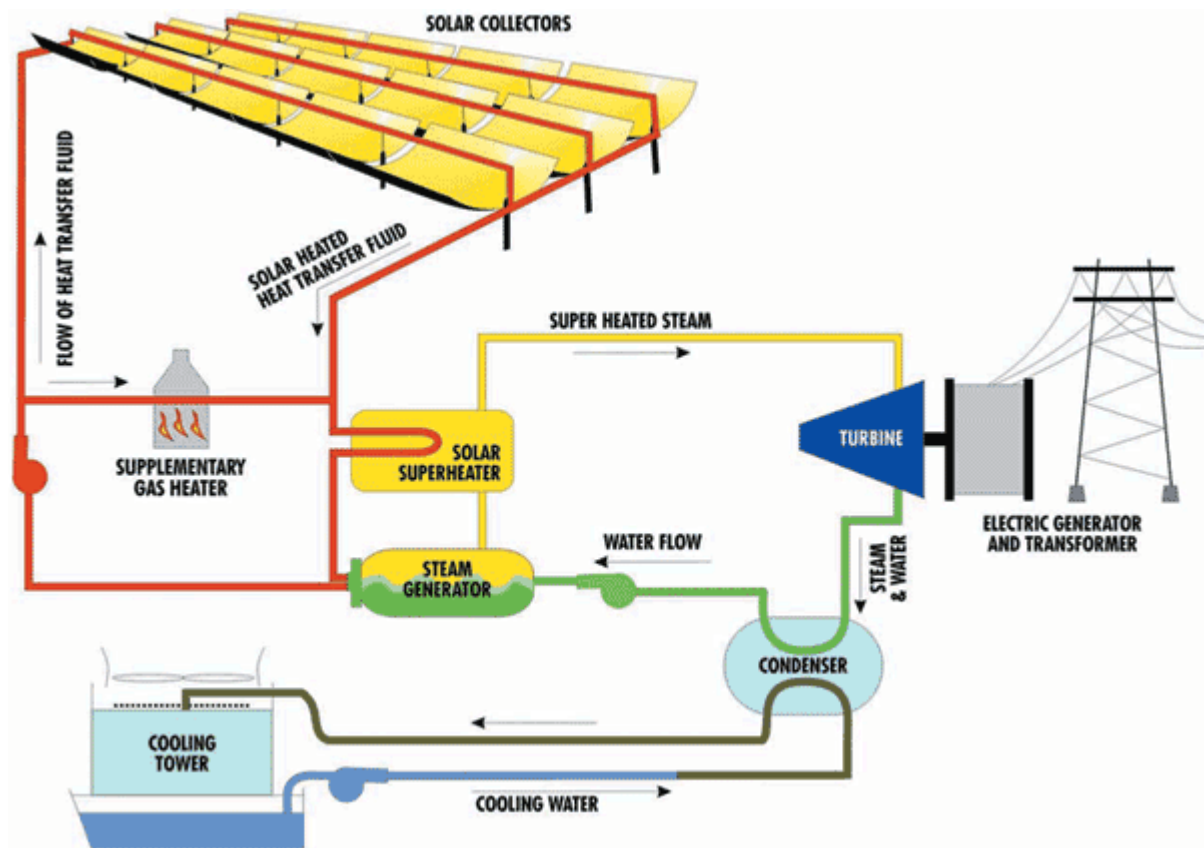 SOLAR COLLECTORS
FLOW OF HEAT TRANSFER FLUID
SOLAR HEATED
HEAT TRANSFER FLUID
SUPER HEATED STEAM
SUPPLEMENTARY
GAS HEATER
SOLAR
SUPERHEATER
TURBINE
ELECTRIC GENERATOR
AND TRANSFORMER
WATER FLOW
STEAM
& WATER
STEAM
GENERATOR
CONDENSER
COOLING
TOWER
COOLING WATER